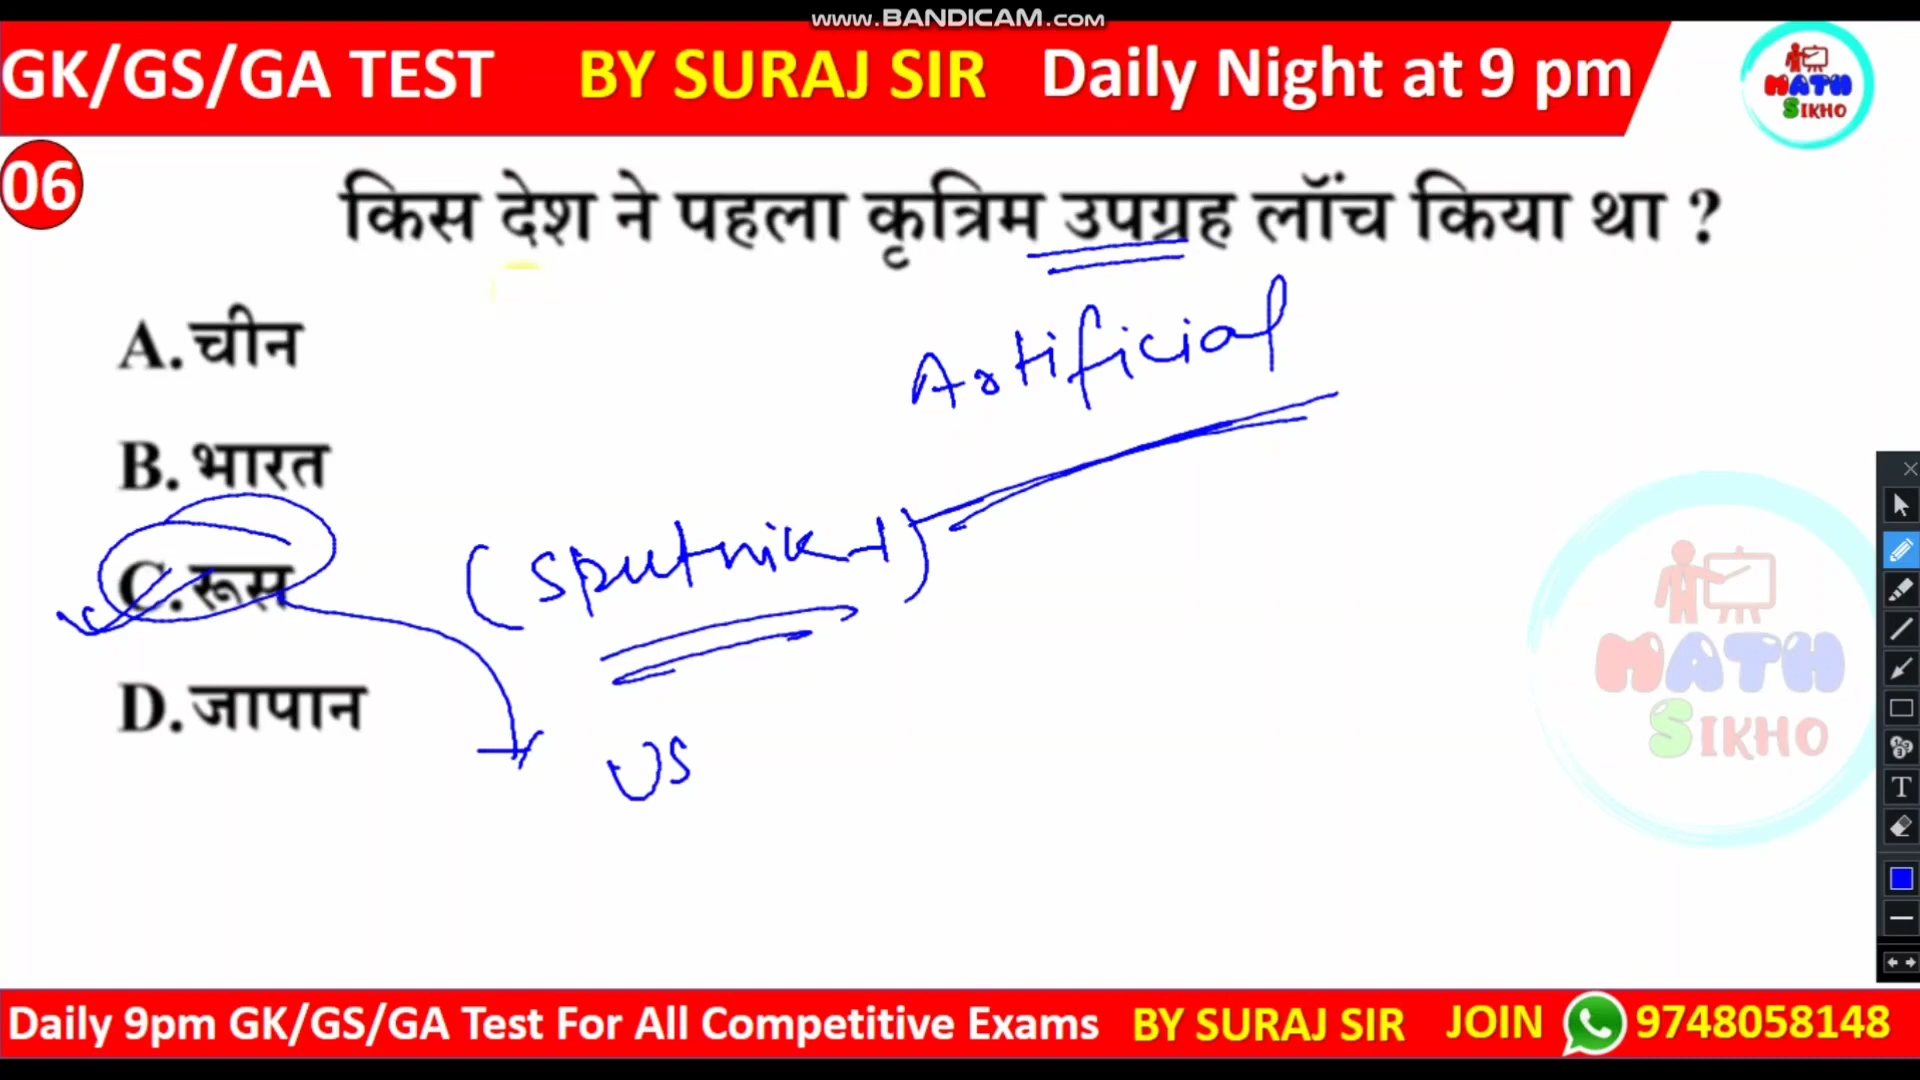 www.BANDICAM.com
GK/GS/GA TEST BY SURAJ SIR Daily Night at 9 pm
MATH
SIKHO
06
किस देश ने पहला कृत्रिम उपग्रह लॉंच किया था ?
Artificial
A. चीन
B. भारत
C. रूस
(Sputnik-1)
D. जापान
US
MATH
SIKHO
Daily 9pm GK/GS/GA Test For All Competitive Exams BY SURAJ SIR JOIN 9748058148